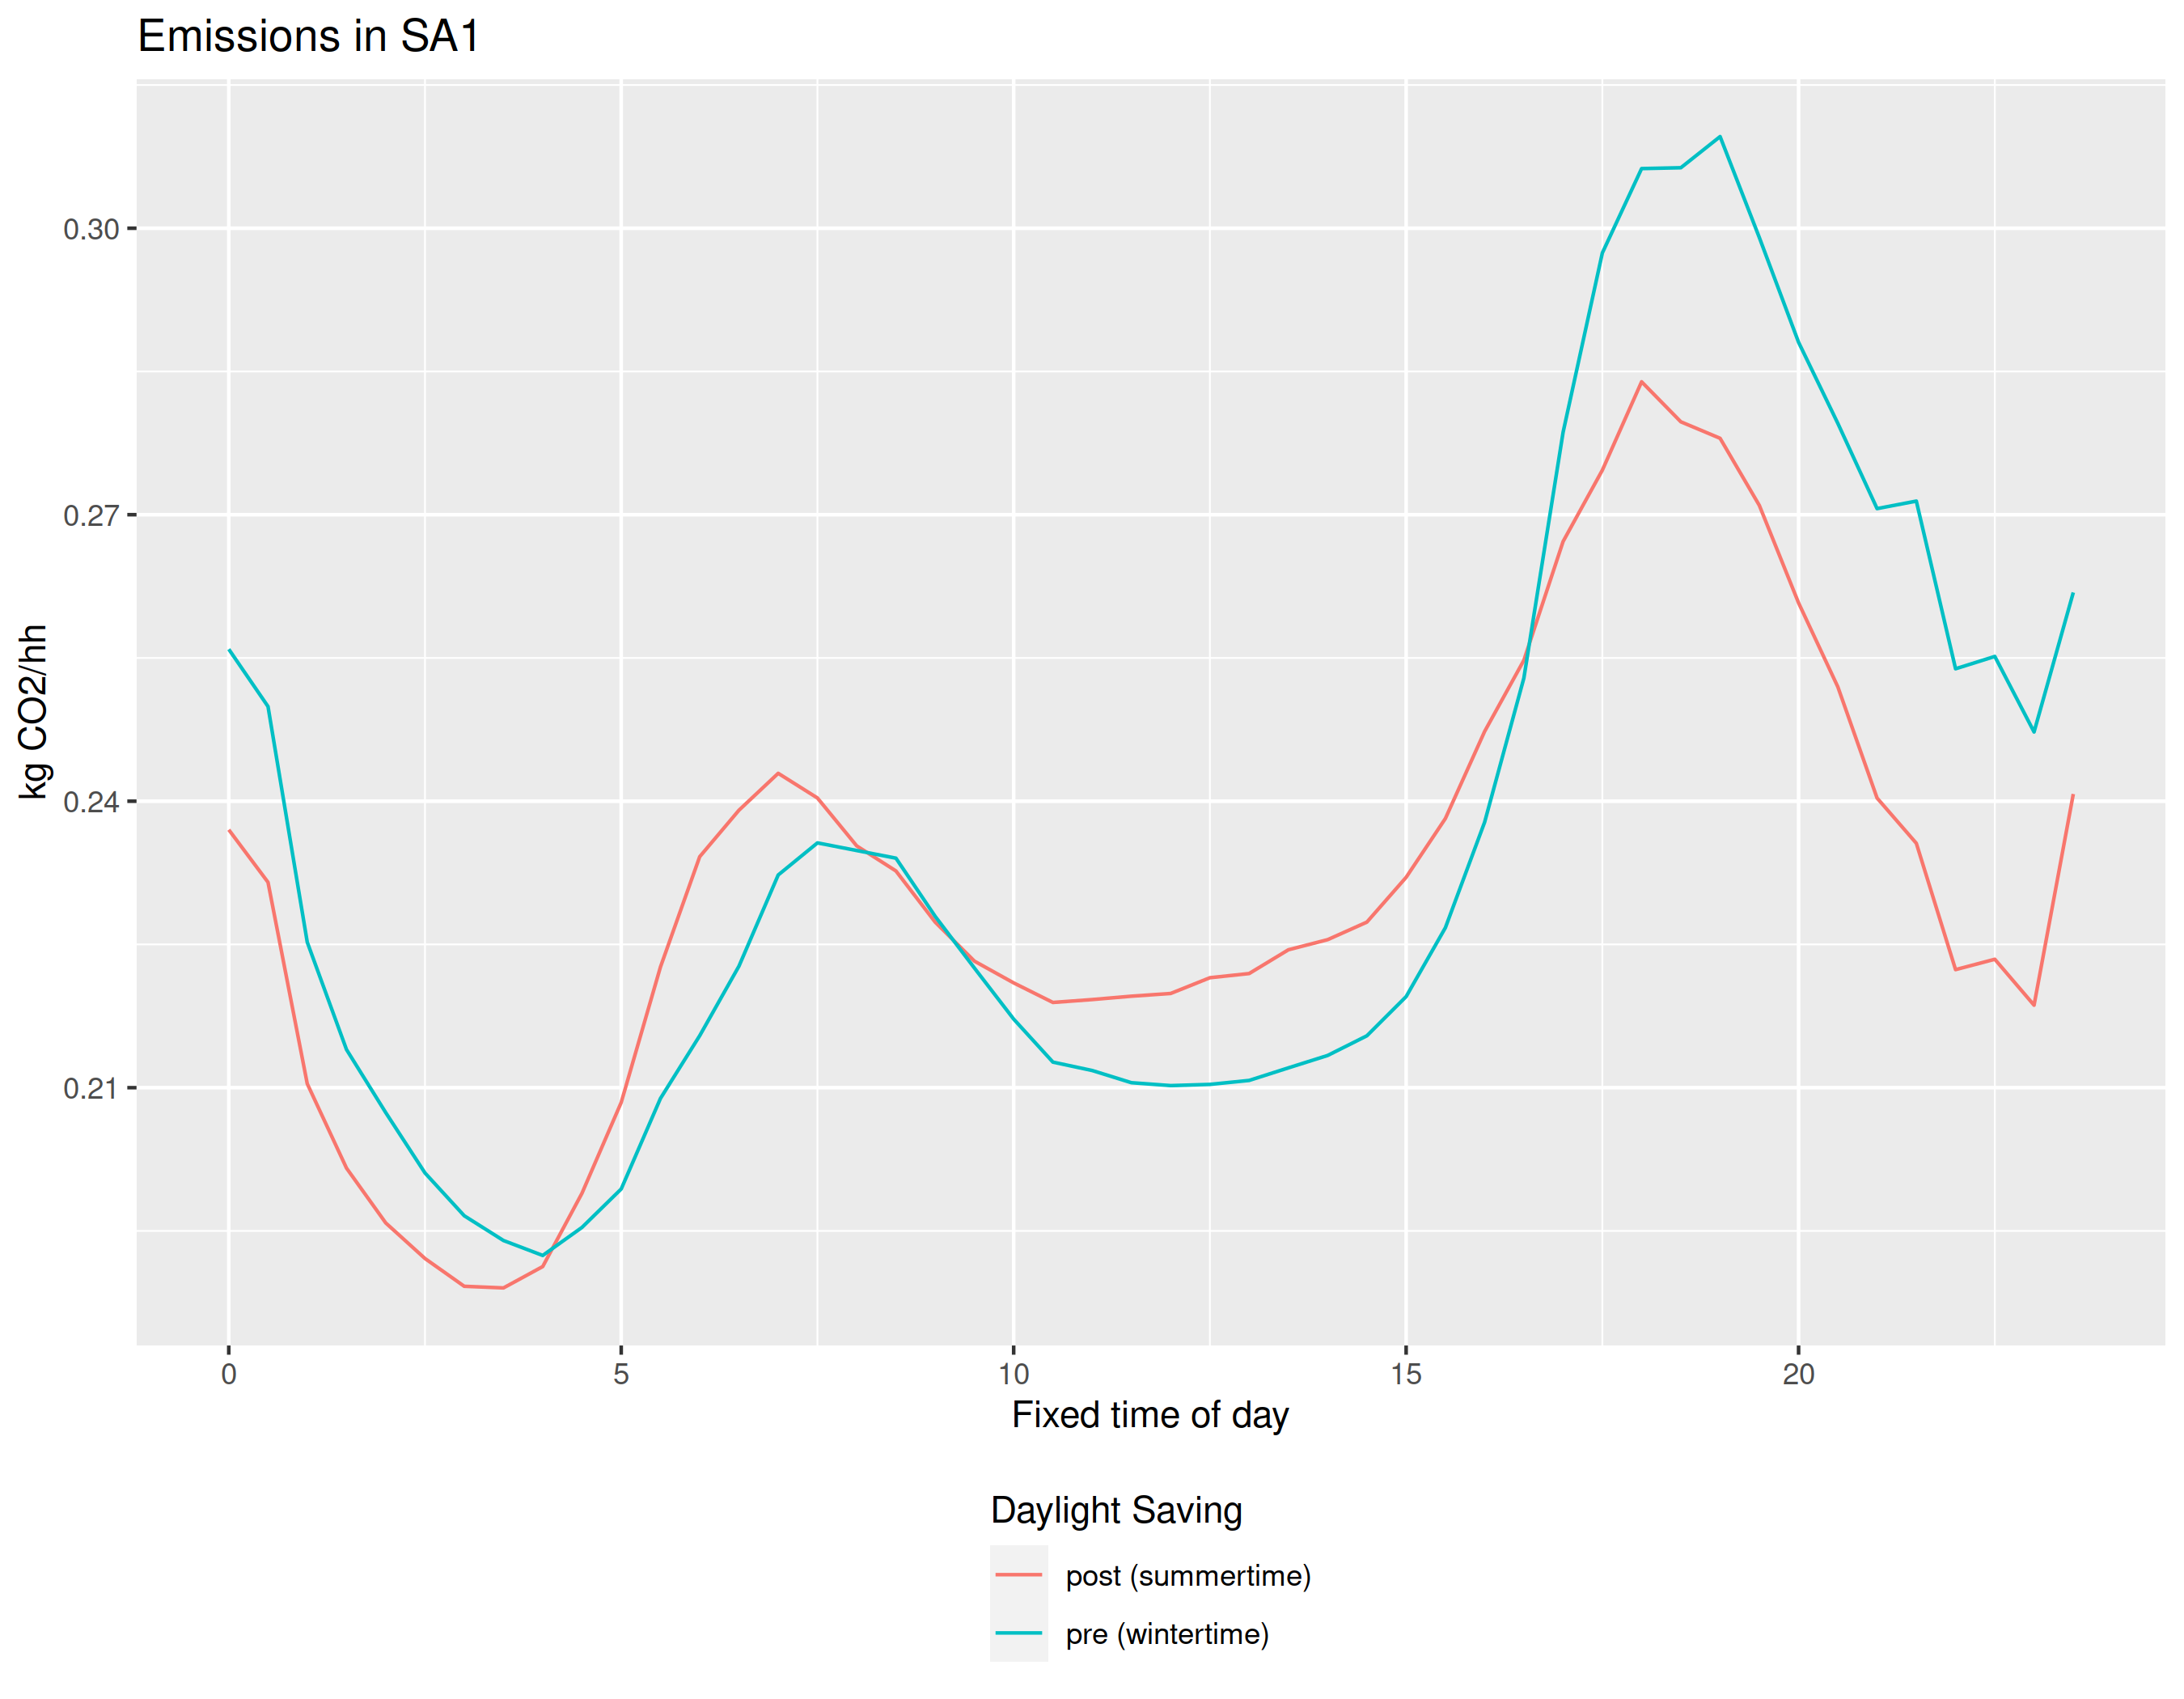 Emissions in SA1
kg CO2/hh
0.30
0.27
0.24
0.21
0 5 10 15 20
Fixed time of day
Daylight Saving
post (summertime)
pre (wintertime)